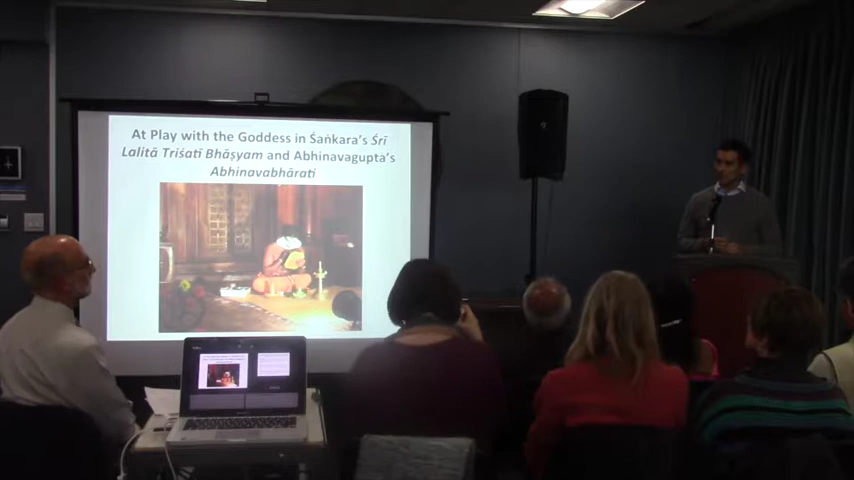 At Play with the Goddess in Śaṅkara's Śrī
Lalitā Triśatī Bhāṣyam and Abhinavagupta's
Abhinavabhāratī